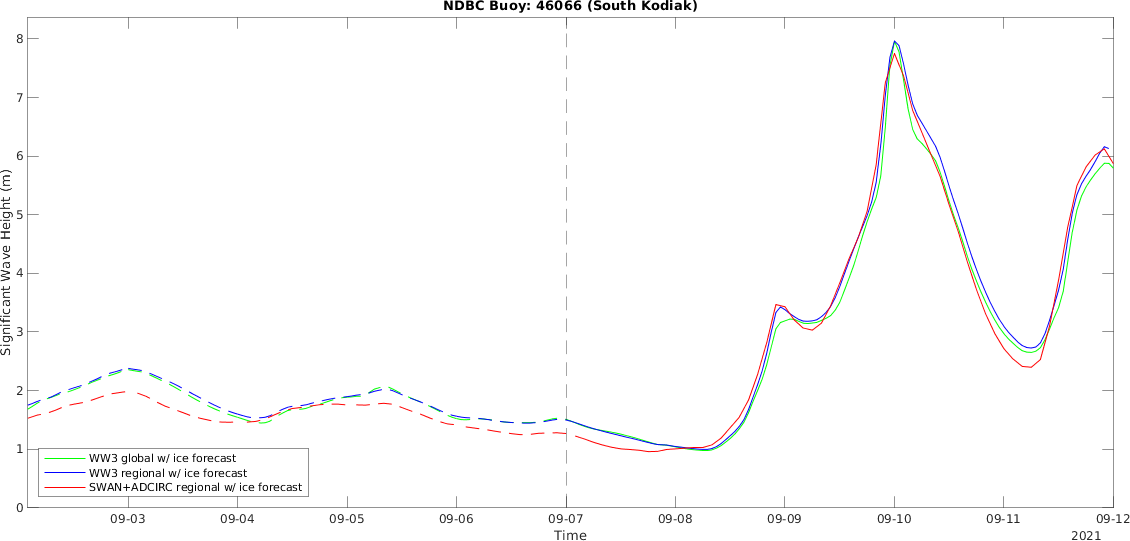 NDBC Buoy: 46066 (South Kodiak)
Significant Wave Height (m)
8
7
6
5
4
3
2
1
0
WW3 global w/ ice forecast
WW3 regional w/ ice forecast
SWAN+ADCIRC regional w/ ice forecast
09-03 09-04 09-05 09-06 09-07 09-08 09-09 09-10 09-11 09-12
Time
2021